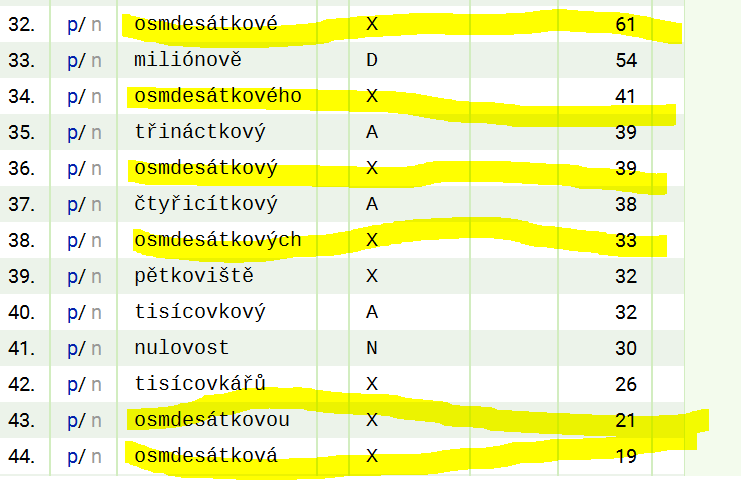 32. p/ n osmdesátkové X 61
33. p/ n miliónově D 54
34. p/ n osmdesátkového X 41
35. p/ n třináctkový A 39
36. p/ n osmdesátkový X 39
37. p/ n čtyřicítkový A 38
38. p/ n osmdesátkových X 33
39. p/ n pětkoviště X 32
40. p/ n tisícovkový A 32
41. p/ n nulovost N 30
42. p/ n tisícovkářů X 26
43. p/ n osmdesátkovou X 21
44. p/ n osmdesátková X 19